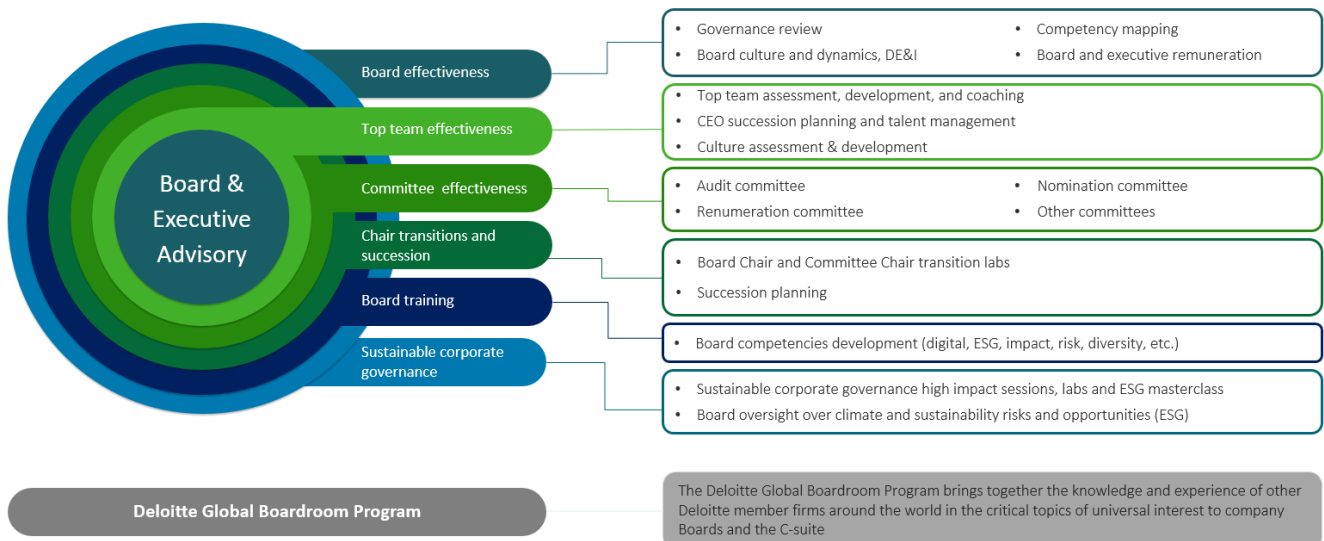 Board &
Executive
Advisory
Board effectiveness
• Governance review
• Board culture and dynamics, DE&I
• Competency mapping
• Board and executive remuneration
Top team effectiveness
• Top team assessment, development, and coaching
• CEO succession planning and talent management
• Culture assessment & development
Committee effectiveness
• Audit committee
• Renumeration committee
• Nomination committee
• Other committees
Chair transitions and
succession
• Board Chair and Committee Chair transition labs
• Succession planning
Board training
• Board competencies development (digital, ESG, impact, risk, diversity, etc.)
Sustainable corporate
governance
• Sustainable corporate governance high impact sessions, labs and ESG masterclass
• Board oversight over climate and sustainability risks and opportunities (ESG)
Deloitte Global Boardroom Program
The Deloitte Global Boardroom Program brings together the knowledge and experience of other
Deloitte member firms around the world in the critical topics of universal interest to company
Boards and the C-suite